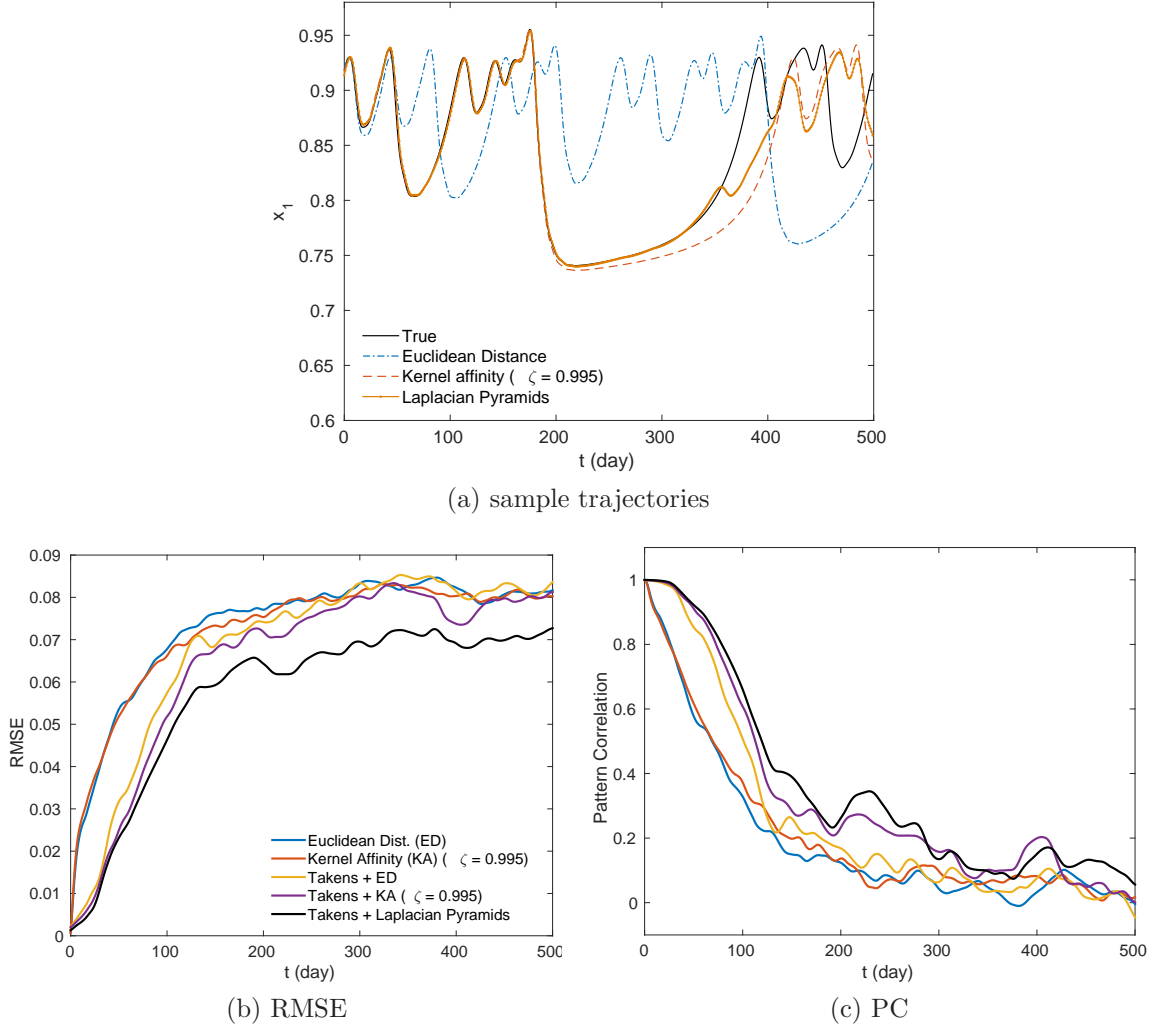 0.95
0.9
0.85
0.8
0.75
0.7
0.65
0.6
x_1
True
Euclidean Distance
Kernel affinity ( ζ = 0.995)
Laplacian Pyramids
0 100 200 300 400 500
t (day)
(a) sample trajectories
0.09
0.08
0.07
0.06
0.05
0.04
0.03
0.02
0.01
0
RMSE
Euclidean Dist. (ED)
Kernel Affinity (KA) ( ζ = 0.995)
Takens + ED
Takens + KA ( ζ = 0.995)
Takens + Laplacian Pyramids
0 100 200 300 400 500
t (day)
(b) RMSE
1
0.8
0.6
0.4
0.2
0
Pattern Correlation
0 100 200 300 400 500
t (day)
(c) PC